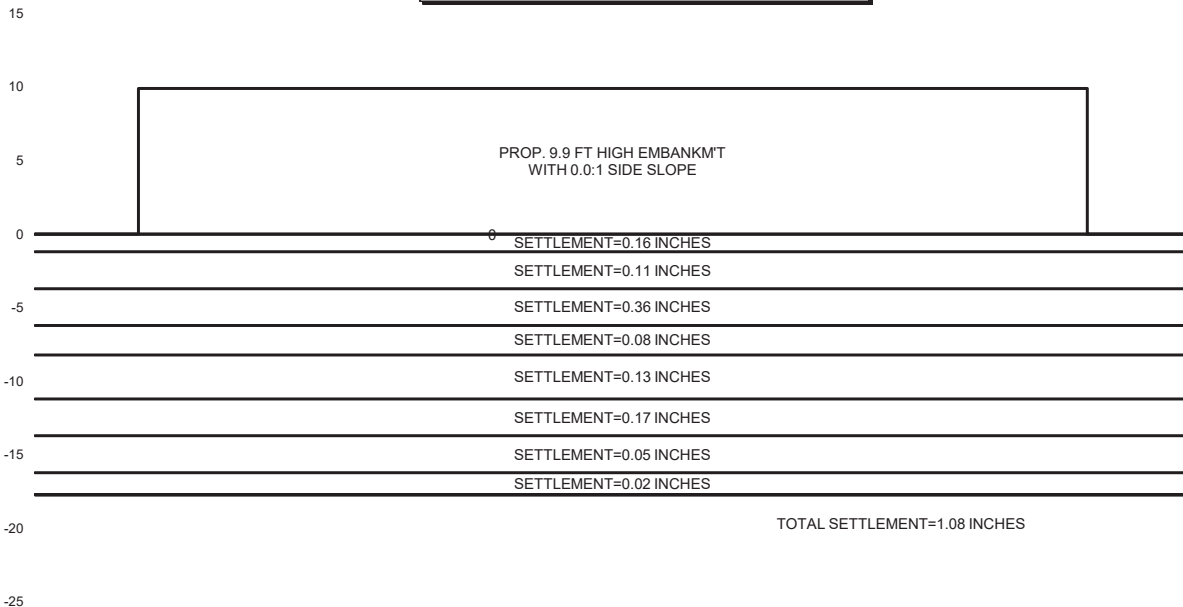 15
10
5
0
-5
-10
-15
-20
-25
PROP. 9.9 FT HIGH EMBANKM'T
WITH 0.0:1 SIDE SLOPE
0
SETTLEMENT=0.16 INCHES
SETTLEMENT=0.11 INCHES
SETTLEMENT=0.36 INCHES
SETTLEMENT=0.08 INCHES
SETTLEMENT=0.13 INCHES
SETTLEMENT=0.17 INCHES
SETTLEMENT=0.05 INCHES
SETTLEMENT=0.02 INCHES
TOTAL SETTLEMENT=1.08 INCHES